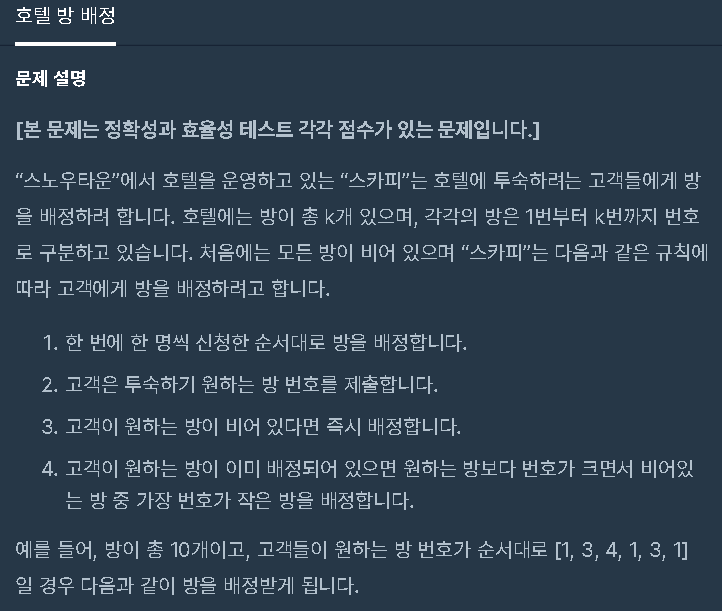 호텔 방 배정
문제 설명
[본 문제는 정확성과 효율성 테스트 각각 점수가 있는 문제입니다.]
“스노우타운”에서 호텔을 운영하고 있는 “스카피”는 호텔에 투숙하려는 고객들에게 방
을 배정하려 합니다. 호텔에는 방이 총 k개 있으며, 각각의 방은 1번부터 k번까지 번호
로 구분하고 있습니다. 처음에는 모든 방이 비어 있으며 “스카피”는 다음과 같은 규칙에
따라 고객에게 방을 배정하려고 합니다.
1. 한 번에 한 명씩 신청한 순서대로 방을 배정합니다.
2. 고객은 투숙하기 원하는 방 번호를 제출합니다.
3. 고객이 원하는 방이 비어 있다면 즉시 배정합니다.
4. 고객이 원하는 방이 이미 배정되어 있으면 원하는 방보다 번호가 크면서 비어있
는 방 중 가장 번호가 작은 방을 배정합니다.
예를 들어, 방이 총 10개이고, 고객들이 원하는 방 번호가 순서대로 [1, 3, 4, 1, 3, 1]
일 경우 다음과 같이 방을 배정받게 됩니다.